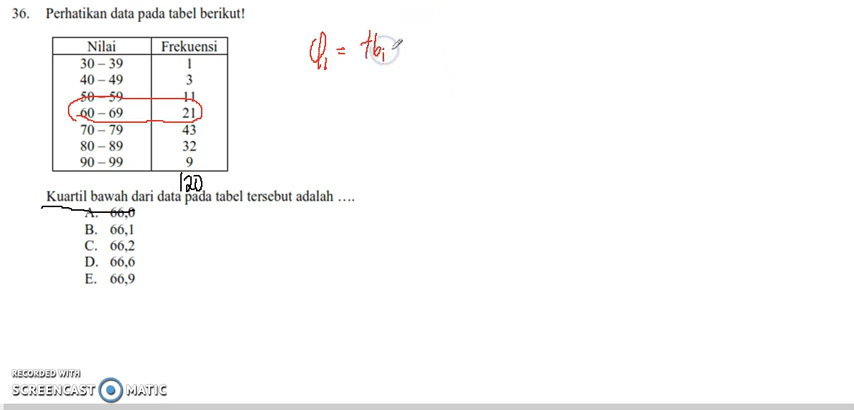 36. Perhatikan data pada tabel berikut!
Nilai Frekuensi
30 – 39 1
40 – 49 3
50 – 59 11
60 – 69 21
70 – 79 43
80 – 89 32
90 – 99 9
120
Kuartil bawah dari data pada tabel tersebut adalah ….
A. 66,0
B. 66,1
C. 66,2
D. 66,6
E. 66,9
Q₁ = tb₁
RECORDED WITH
SCREENCAST MATIC